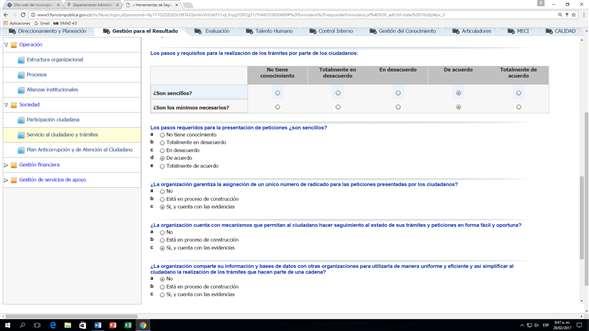 Aplicaciones Gmail
Direccionamiento y Planeación Gestión para el Resultado Evaluación Talento Humano Control Interno Gestión del Conocimiento Articuladores MECI CALIDAD
Operación
Estructura organizacional
Procesos
Alianzas institucionales
Sociedad
Participación ciudadana
Servicio al ciudadano y trámites
Plan Anticorrupción y de Atención al Ciudadano
Gestión financiera
Gestión de servicios de apoyo
Los pasos y requisitos para la realización de los trámites por parte de los ciudadanos:
No tiene conocimiento Totalmente en desacuerdo En desacuerdo De acuerdo Totalmente de acuerdo
¿Son sencillos?
¿Son los mínimos necesarios?
Los pasos requeridos para la presentación de peticiones ¿son sencillos?
a No tiene conocimiento
b Totalmente en desacuerdo
c En desacuerdo
d De acuerdo
e Totalmente de acuerdo
¿La organización garantiza la asignación de un único número de radicado para las peticiones presentadas por los ciudadanos?
a No
b Está en proceso de construcción
c Sí, y cuenta con las evidencias
¿La organización cuenta con mecanismos que permitan al ciudadano hacer seguimiento al estado de sus trámites y peticiones en forma fácil y oportuna?
a No
b Está en proceso de construcción
c Sí, y cuenta con las evidencias
¿La organización comparte su información y bases de datos con otras organizaciones para utilizarla de manera uniforme y eficiente y así simplificar al
ciudadano la realización de los trámites que hacen parte de una cadena?
a No
b Está en proceso de construcción
c Sí, y cuenta con las evidencias